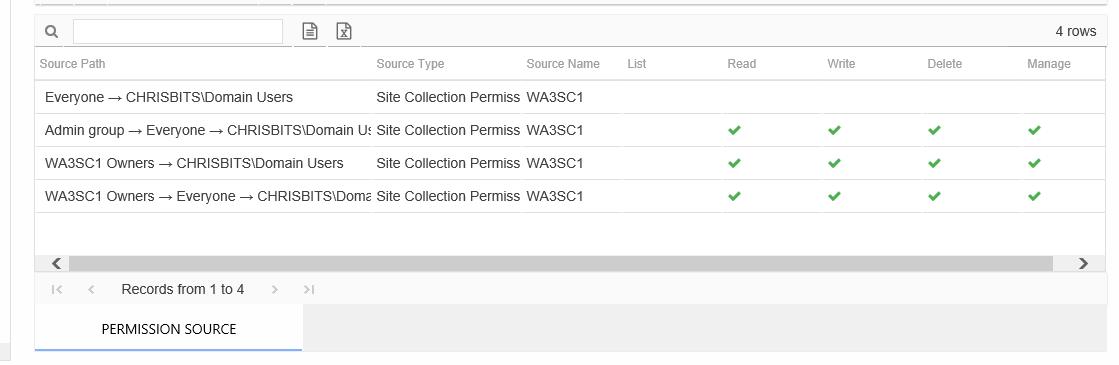 4 rows
Source Path Source Type Source Name List Read Write Delete Manage
Everyone → CHRISBITS\Domain Users Site Collection Permiss WA3SC1
Admin group → Everyone → CHRISBITS\Domain Us Site Collection Permiss WA3SC1
WA3SC1 Owners → CHRISBITS\Domain Users Site Collection Permiss WA3SC1
WA3SC1 Owners → Everyone → CHRISBITS\Doma Site Collection Permiss WA3SC1
Records from 1 to 4
PERMISSION SOURCE